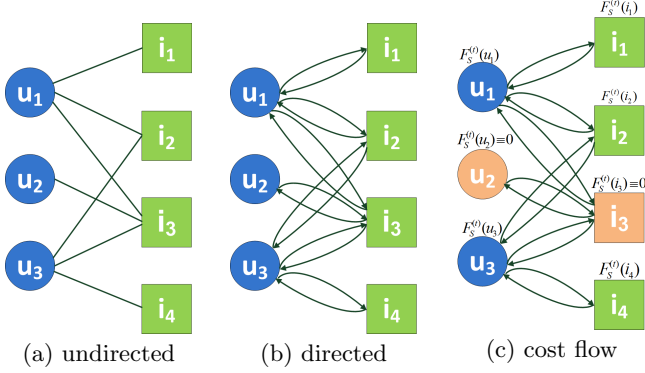 u₁
u₂
u₃
i₁
i₂
i₃
i₄
(a) undirected
u₁
u₂
u₃
i₁
i₂
i₃
i₄
(b) directed
F_S^(t)(i₁)
i₁
F_S^(t)(u₁)
u₁
F_S^(t)(i₂)
i₂
F_S^(t)(u₂)≡0
u₂
F_S^(t)(i₃)≡0
i₃
F_S^(t)(u₃)
u₃
F_S^(t)(i₄)
i₄
(c) cost flow